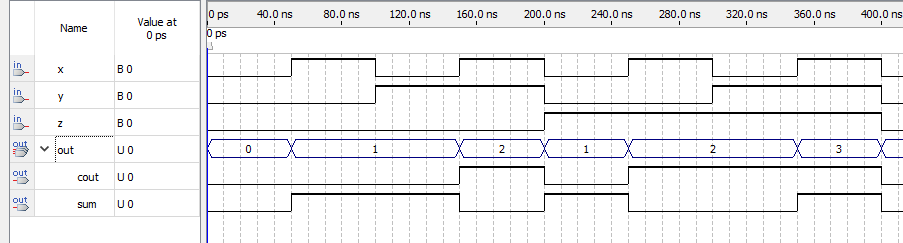 Name Value at 0 ps
0 ps 40.0 ns 80.0 ns 120.0 ns 160.0 ns 200.0 ns 240.0 ns 280.0 ns 320.0 ns 360.0 ns 400.0 ns
0 ps
in x B 0
in y B 0
in z B 0
out out U 0 0 1 2 1 2 3
out cout U 0
out sum U 0